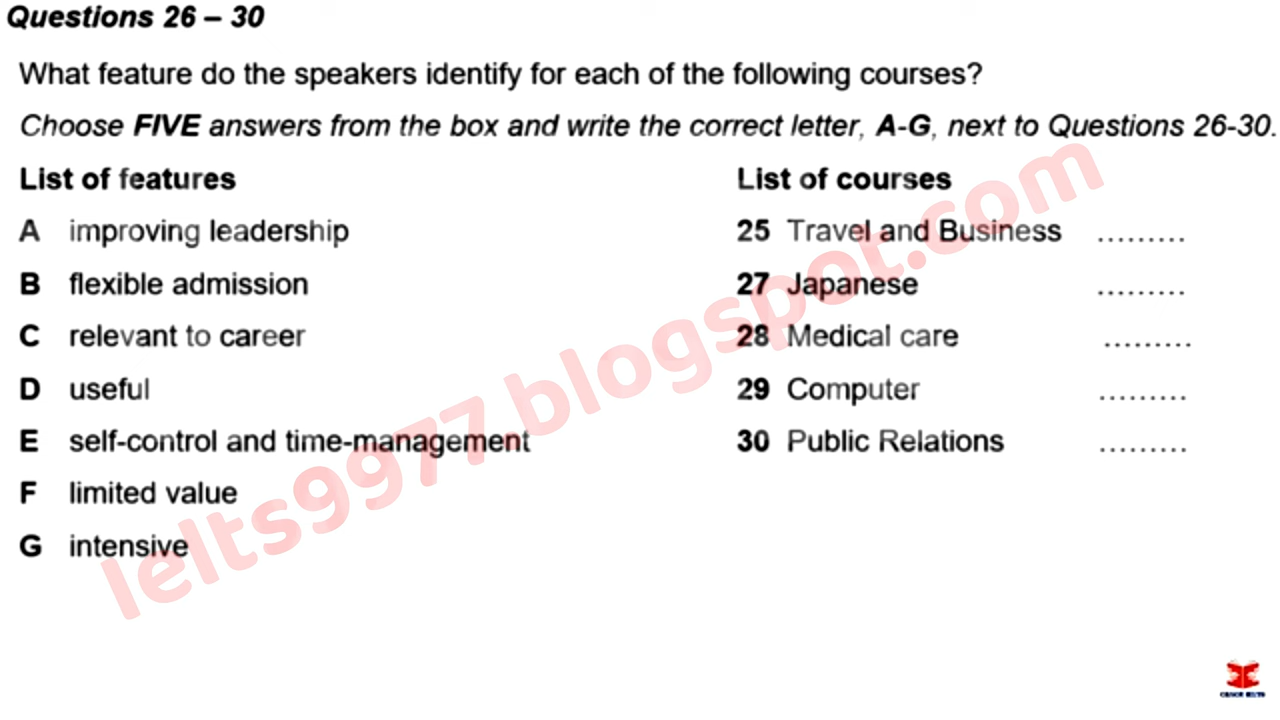 Questions 26 – 30
What feature do the speakers identify for each of the following courses?
Choose FIVE answers from the box and write the correct letter, A-G, next to Questions 26-30.
List of features
A improving leadership
B flexible admission
C relevant to career
D useful
E self-control and time-management
F limited value
G intensive
List of courses
25 Travel and Business .........
27 Japanese .........
28 Medical care .........
29 Computer .........
30 Public Relations .........
Ielts9977.blogspot.com